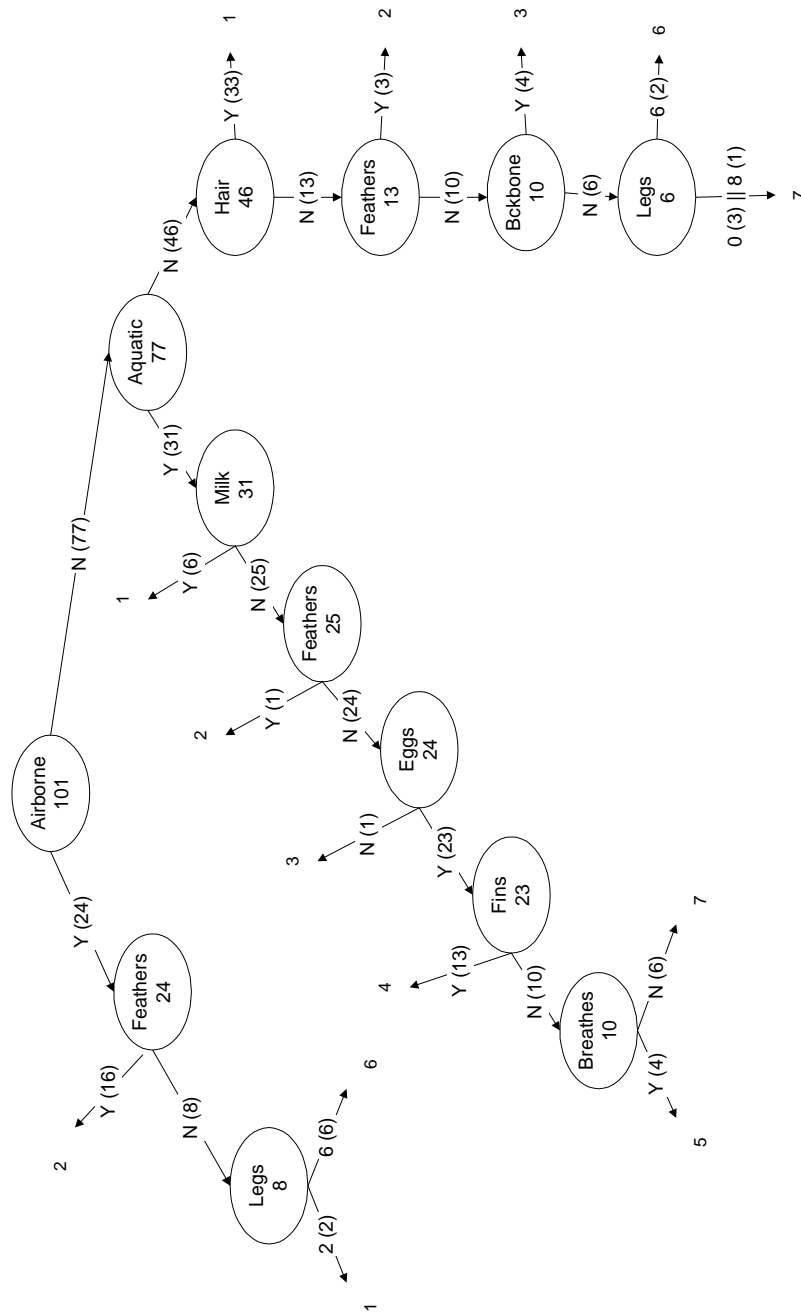 Airborne
101
Y (24)
N (77)
Feathers
24
Y (16)
2
N (8)
Legs
8
2 (2)
1
6 (6)
6
Aquatic
77
Y (31)
N (46)
Milk
31
Y (6)
1
N (25)
Feathers
25
Y (1)
2
N (24)
Eggs
24
N (1)
3
Y (23)
Fins
23
Y (13)
4
N (10)
Breathes
10
Y (4)
5
N (6)
7
Hair
46
Y (33)
1
N (13)
Feathers
13
Y (3)
2
N (10)
Bckbone
10
Y (4)
3
N (6)
Legs
6
6 (2)
6
0 (3) || 8 (1)
7